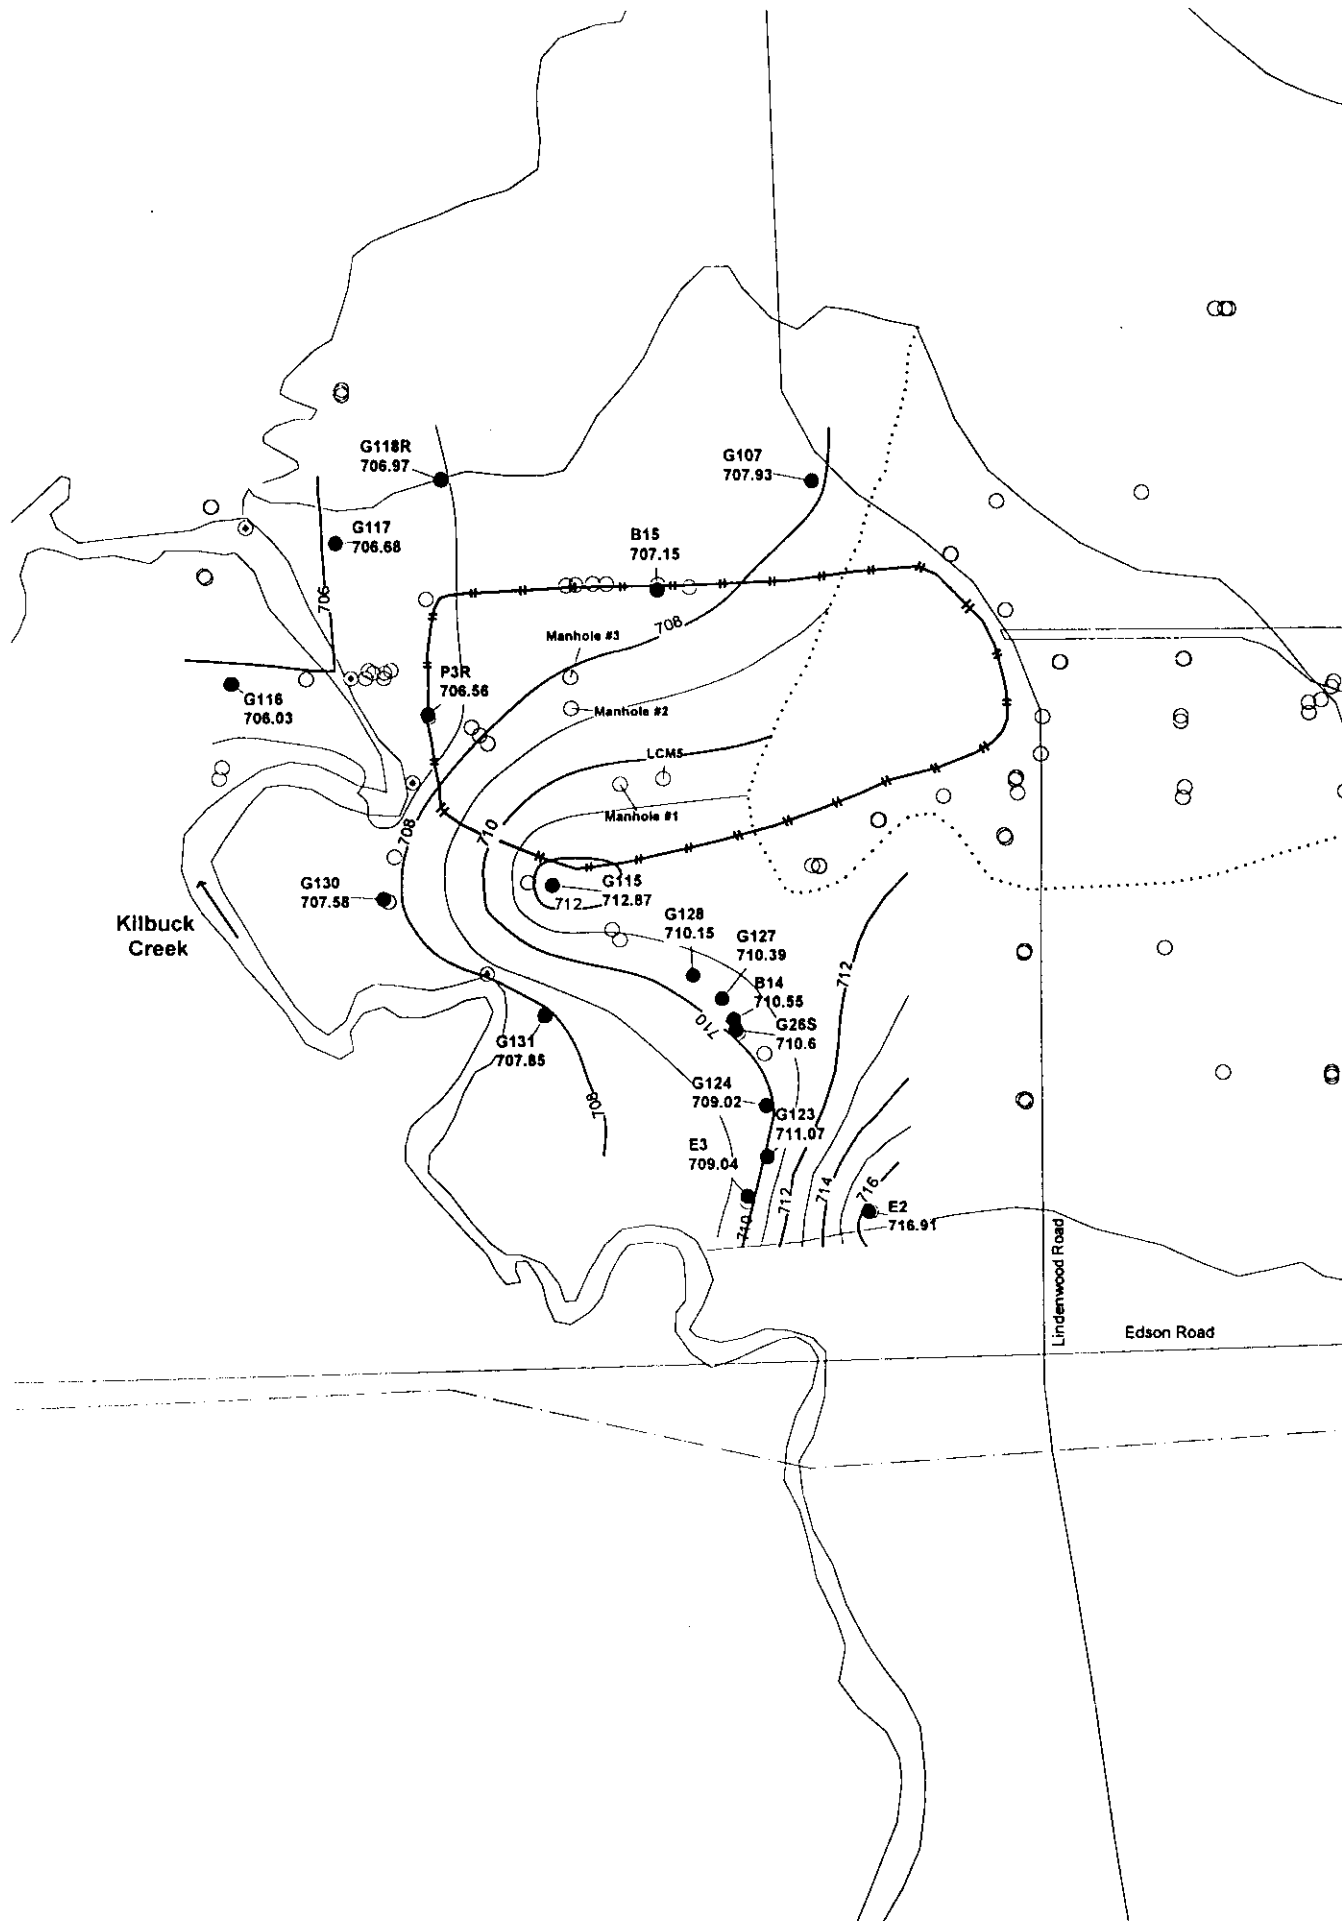 G118R
706.97
G107
707.93
G117
706.68
B15
707.15
706
Manhole #3
708
P3R
706.56
G116
706.03
Manhole #2
LCM5
Manhole #1
708
710
G115
712.87
712
G130
707.58
Kilbuck
Creek
G128
710.15
G127
710.39
B14
710.55
712
G26S
710.6
710
G131
707.85
G124
709.02
708
G123
711.07
E3
709.04
712
714
716
E2
716.91
710
Lindenwood Road
Edson Road